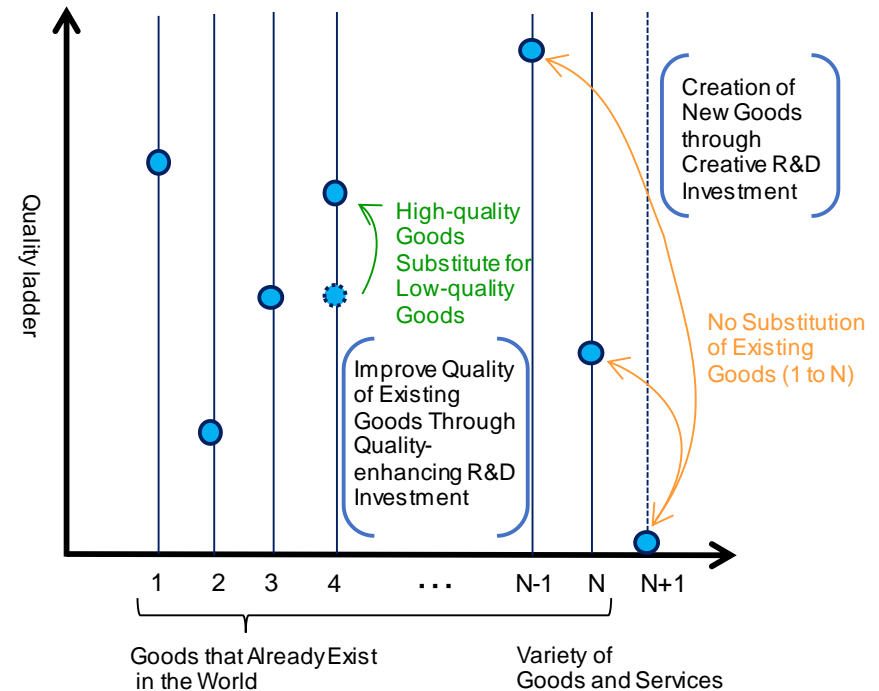 Quality ladder
Creation of
New Goods
through
Creative R&D
Investment
High-quality
Goods
Substitute for
Low-quality
Goods
No Substitution
of Existing
Goods (1 to N)
Improve Quality
of Existing
Goods Through
Quality-
enhancing R&D
Investment
1 2 3 4 ... N-1 N N+1
Goods that Already Exist
in the World
Variety of
Goods and Services